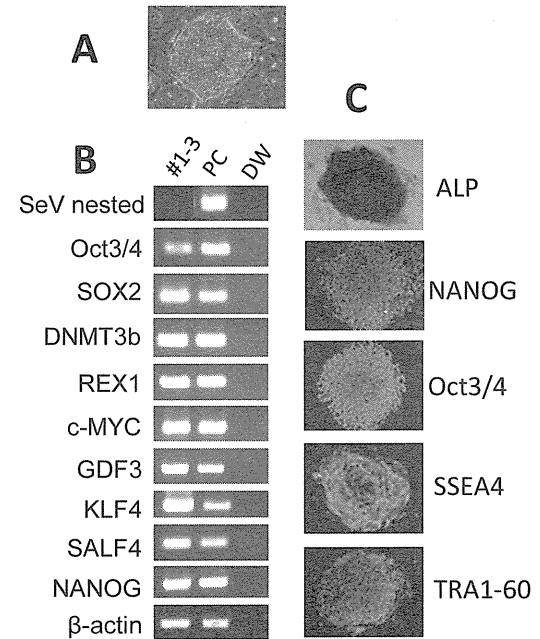 A
B
#1-3 PC DW
SeV nested
Oct3/4
SOX2
DNMT3b
REX1
c-MYC
GDF3
KLF4
SALF4
NANOG
β-actin
C
ALP
NANOG
Oct3/4
SSEA4
TRA1-60